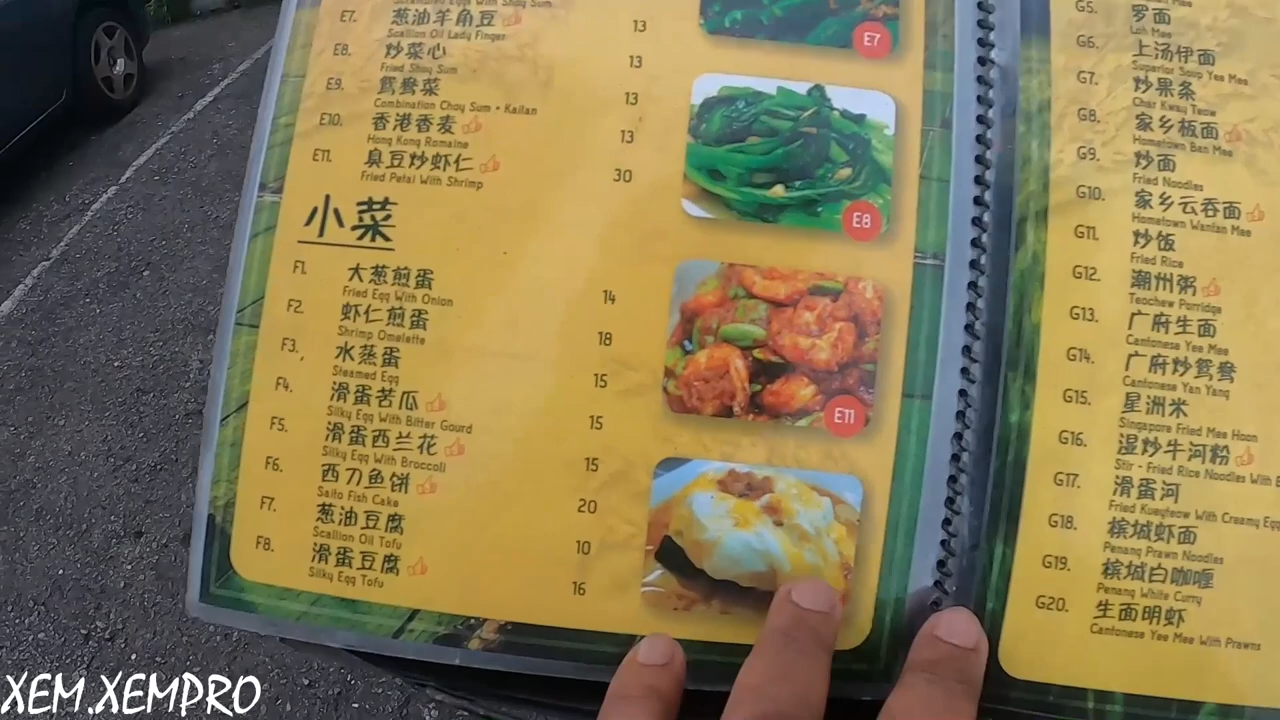 Scrambled Eggs With Shoy Sum
E7. 葱油羊角豆 13
Scallion Oil Lady Finger
E8. 炒菜心 13
Fried Shoy Sum
E9. 鸳鸯菜 13
Combination Choy Sum + Kailan
E10. 香港香麦 13
Hong Kong Romaine
E11. 臭豆炒虾仁 30
Fried Petai With Shrimp
小菜
F1. 大葱煎蛋 14
Fried Egg With Onion
F2. 虾仁煎蛋 18
Shrimp Omelette
F3. 水蒸蛋 15
Steamed Egg
F4. 滑蛋苦瓜 15
Silky Egg With Bitter Gourd
F5. 滑蛋西兰花 15
Silky Egg With Broccoli
F6. 西刀鱼饼 20
Saito Fish Cake
F7. 葱油豆腐 10
Scallion Oil Tofu
F8. 滑蛋豆腐 16
Silky Egg Tofu
E7
E8
E11
G5. 罗面
Loh Mee
G6. 上汤伊面
Superior Soup Yee Mee
G7. 炒果条
Char Kway Teow
G8. 家乡板面
Hometown Ban Mee
G9. 炒面
Fried Noodles
G10. 家乡云吞面
Hometown Wantan Mee
G11. 炒饭
Fried Rice
G12. 潮州粥
Teochew Porridge
G13. 广府生面
Cantonese Yee Mee
G14. 广府炒鸳鸯
Cantonese Yan Yang
G15. 星洲米
Singapore Fried Mee Hoon
G16. 湿炒牛河粉
Stir - Fried Rice Noodles With
G17. 滑蛋河
Fried Kueyteow With Creamy Egg
G18. 槟城虾面
Penang Prawn Noodles
G19. 槟城白咖喱
Penang White Curry
G20. 生面明虾
Cantonese Yee Mee With Prawns
XEM.XEMPRO